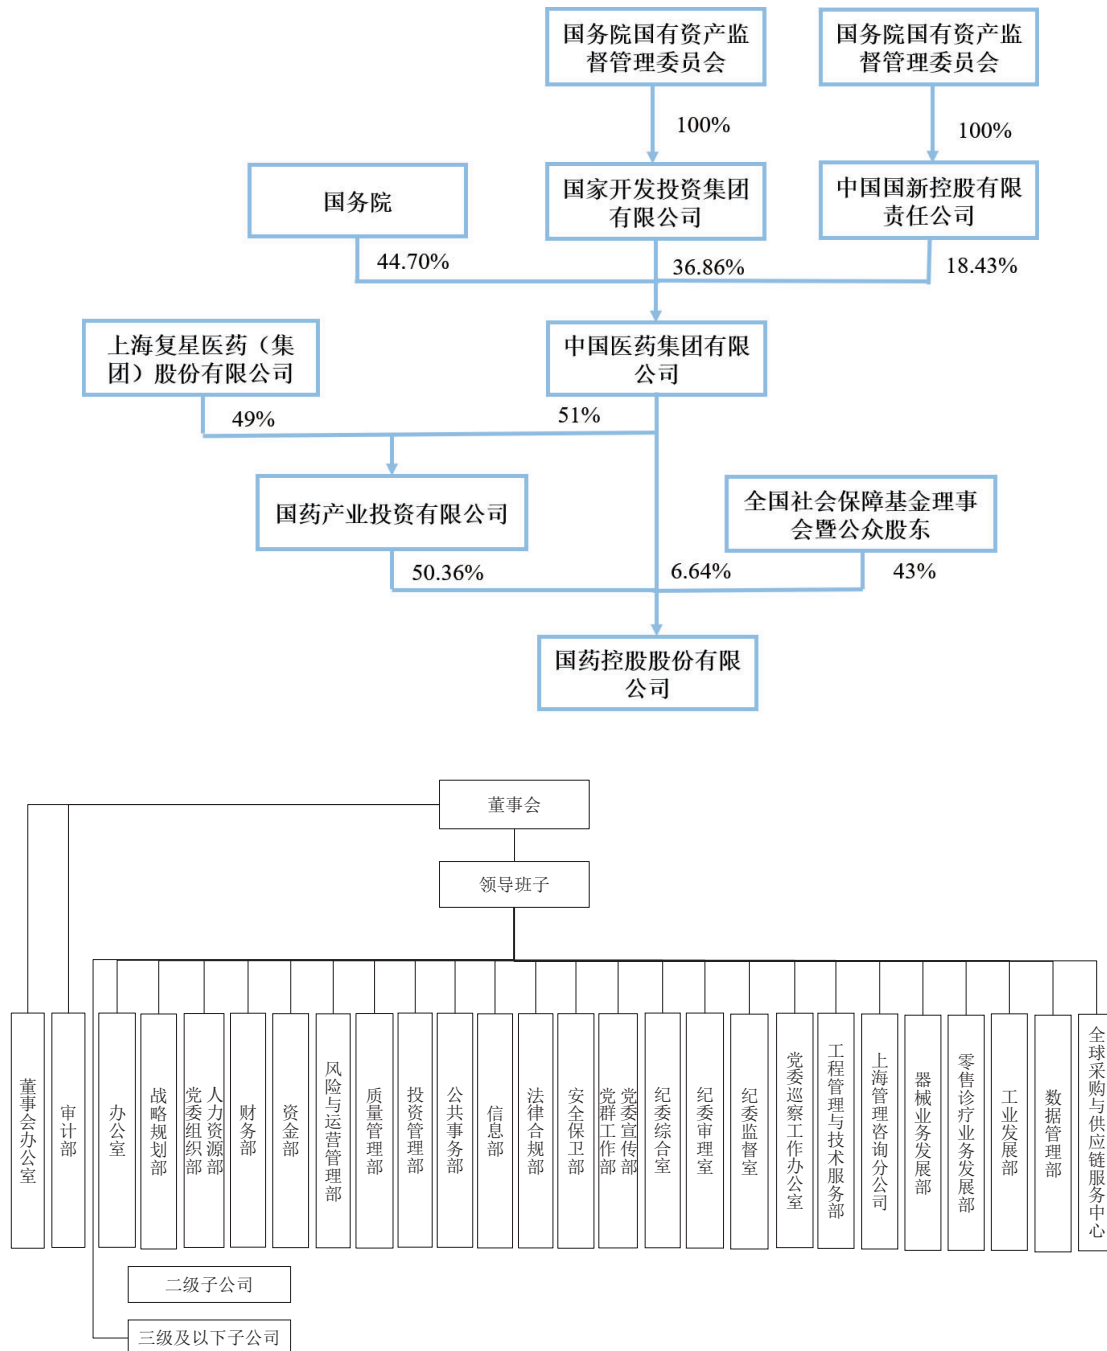 国务院国有资产监
督管理委员会
国务院国有资产监
督管理委员会
100%
100%
国务院
国家开发投资集团
有限公司
中国国新控股有限
责任公司
44.70%
36.86%
18.43%
上海复星医药（集
团）股份有限公司
中国医药集团有限
公司
49%
51%
国药产业投资有限公司
全国社会保障基金理事
会暨公众股东
50.36%
6.64%
43%
国药控股股份有限
公司
董事会
领导班子
董事会办公室
审计部
办公室
战略规划部
党委组织部
人力资源部
财务部
资金部
风险与运营管理部
质量管理部
投资管理部
公共事务部
信息部
法律合规部
安全保卫部
党群工作部
党委宣传部
纪委综合室
纪委审理室
纪委监督室
党委巡察工作办公室
工程管理与技术服务部
上海管理咨询分公司
器械业务发展部
零售诊疗业务发展部
工业发展部
数据管理部
全球采购与供应链服务中心
二级子公司
三级及以下子公司